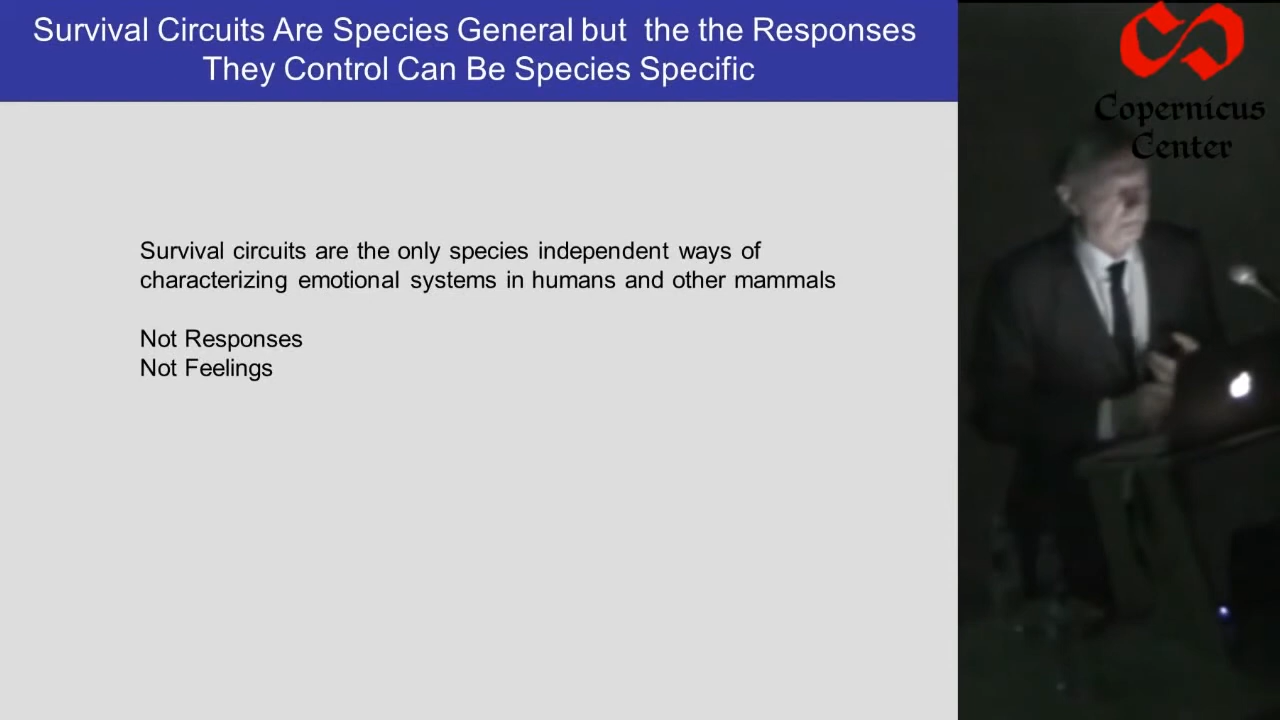 Survival Circuits Are Species General but  the the Responses
They Control Can Be Species Specific
Survival circuits are the only species independent ways of
characterizing emotional systems in humans and other mammals
Not Responses
Not Feelings
Copernicus
Center